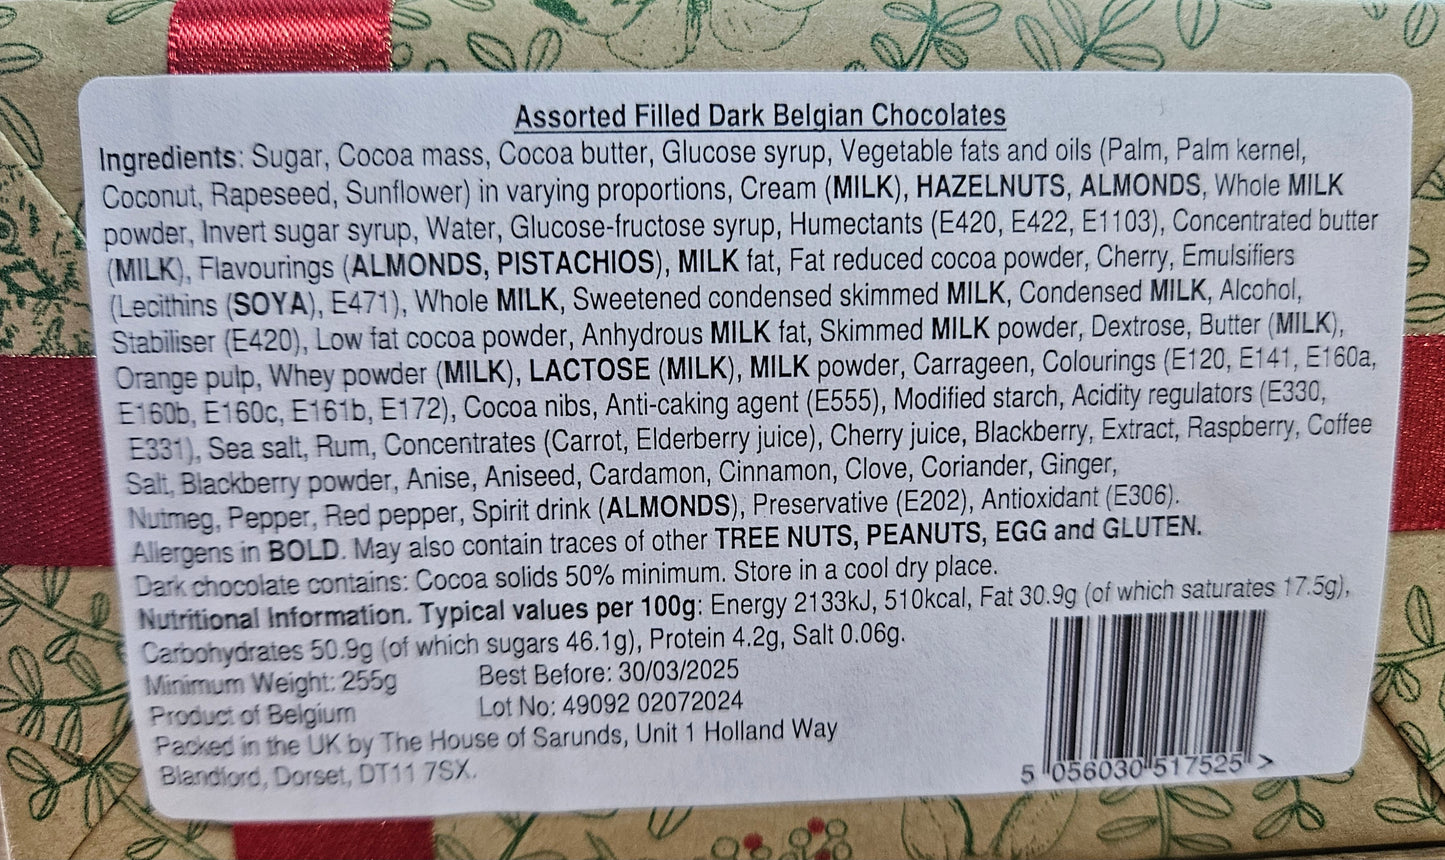 Assorted Filled Dark Belgian Chocolates
Ingredients: Sugar, Cocoa mass, Cocoa butter, Glucose syrup, Vegetable fats and oils (Palm, Palm kernel,
Coconut, Rapeseed, Sunflower) in varying proportions, Cream (MILK), HAZELNUTS, ALMONDS, Whole MILK
powder, Invert sugar syrup, Water, Glucose-fructose syrup, Humectants (E420, E422, E1103), Concentrated butter
(MILK), Flavourings (ALMONDS, PISTACHIOS), MILK fat, Fat reduced cocoa powder, Cherry, Emulsifiers
(Lecithins (SOYA), E471), Whole MILK, Sweetened condensed skimmed MILK, Condensed MILK, Alcohol,
Stabiliser (E420), Low fat cocoa powder, Anhydrous MILK fat, Skimmed MILK powder, Dextrose, Butter (MILK),
Orange pulp, Whey powder (MILK), LACTOSE (MILK), MILK powder, Carrageen, Colourings (E120, E141, E160a,
E160b, E160c, E161b, E172), Cocoa nibs, Anti-caking agent (E555), Modified starch, Acidity regulators (E330,
E331), Sea salt, Rum, Concentrates (Carrot, Elderberry juice), Cherry juice, Blackberry, Extract, Raspberry, Coffee
Salt, Blackberry powder, Anise, Aniseed, Cardamon, Cinnamon, Clove, Coriander, Ginger,
Nutmeg, Pepper, Red pepper, Spirit drink (ALMONDS), Preservative (E202), Antioxidant (E306).
Allergens in BOLD. May also contain traces of other TREE NUTS, PEANUTS, EGG and GLUTEN.
Dark chocolate contains: Cocoa solids 50% minimum. Store in a cool dry place.
Nutritional Information. Typical values per 100g: Energy 2133kJ, 510kcal, Fat 30.9g (of which saturates 17.5g),
Carbohydrates 50.9g (of which sugars 46.1g), Protein 4.2g, Salt 0.06g.
Minimum Weight: 255g Best Before: 30/03/2025
Product of Belgium Lot No: 49092 02072024
Packed in the UK by The House of Sarunds, Unit 1 Holland Way
Blandford, Dorset, DT11 7SX.
5 056030 517525 >